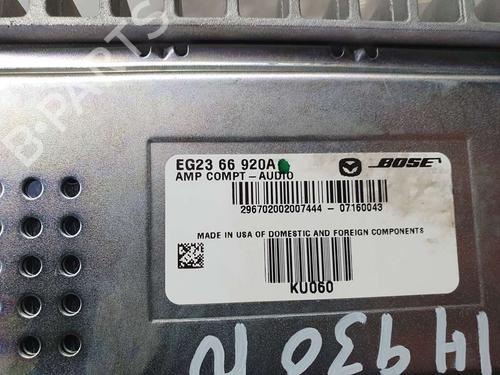 B-PARTS
EG23 66 920A
AMP COMPT - AUDIO
BOSE
296702002007444 - 07160043
MADE IN USA OF DOMESTIC AND FOREIGN COMPONENTS
KU060
14 930 N